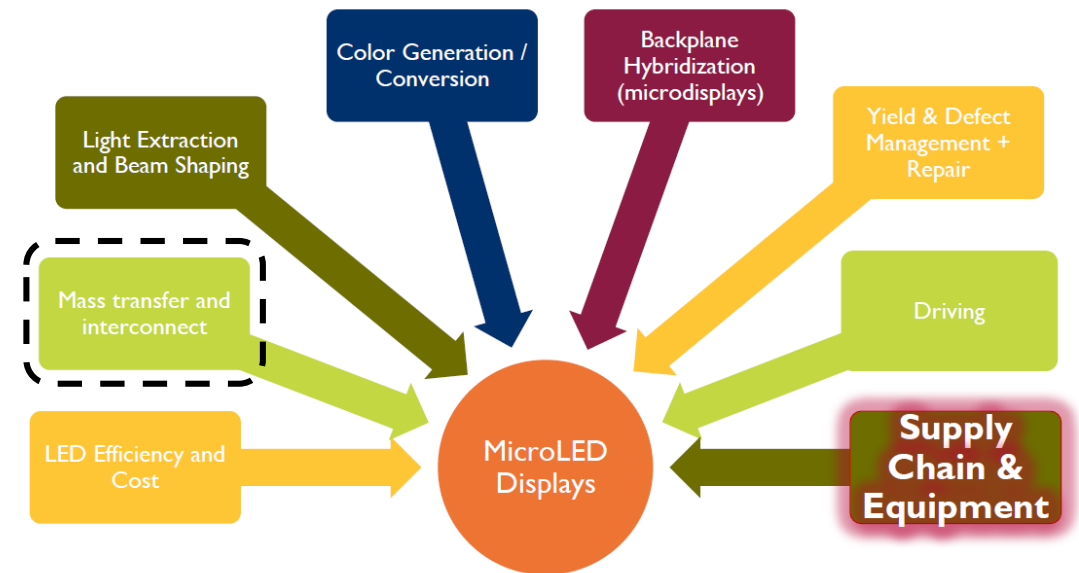 Color Generation /
Conversion
Backplane
Hybridization
(microdisplays)
Light Extraction
and Beam Shaping
Yield & Defect
Management +
Repair
Mass transfer and
interconnect
Driving
LED Efficiency and
Cost
MicroLED
Displays
Supply
Chain &
Equipment